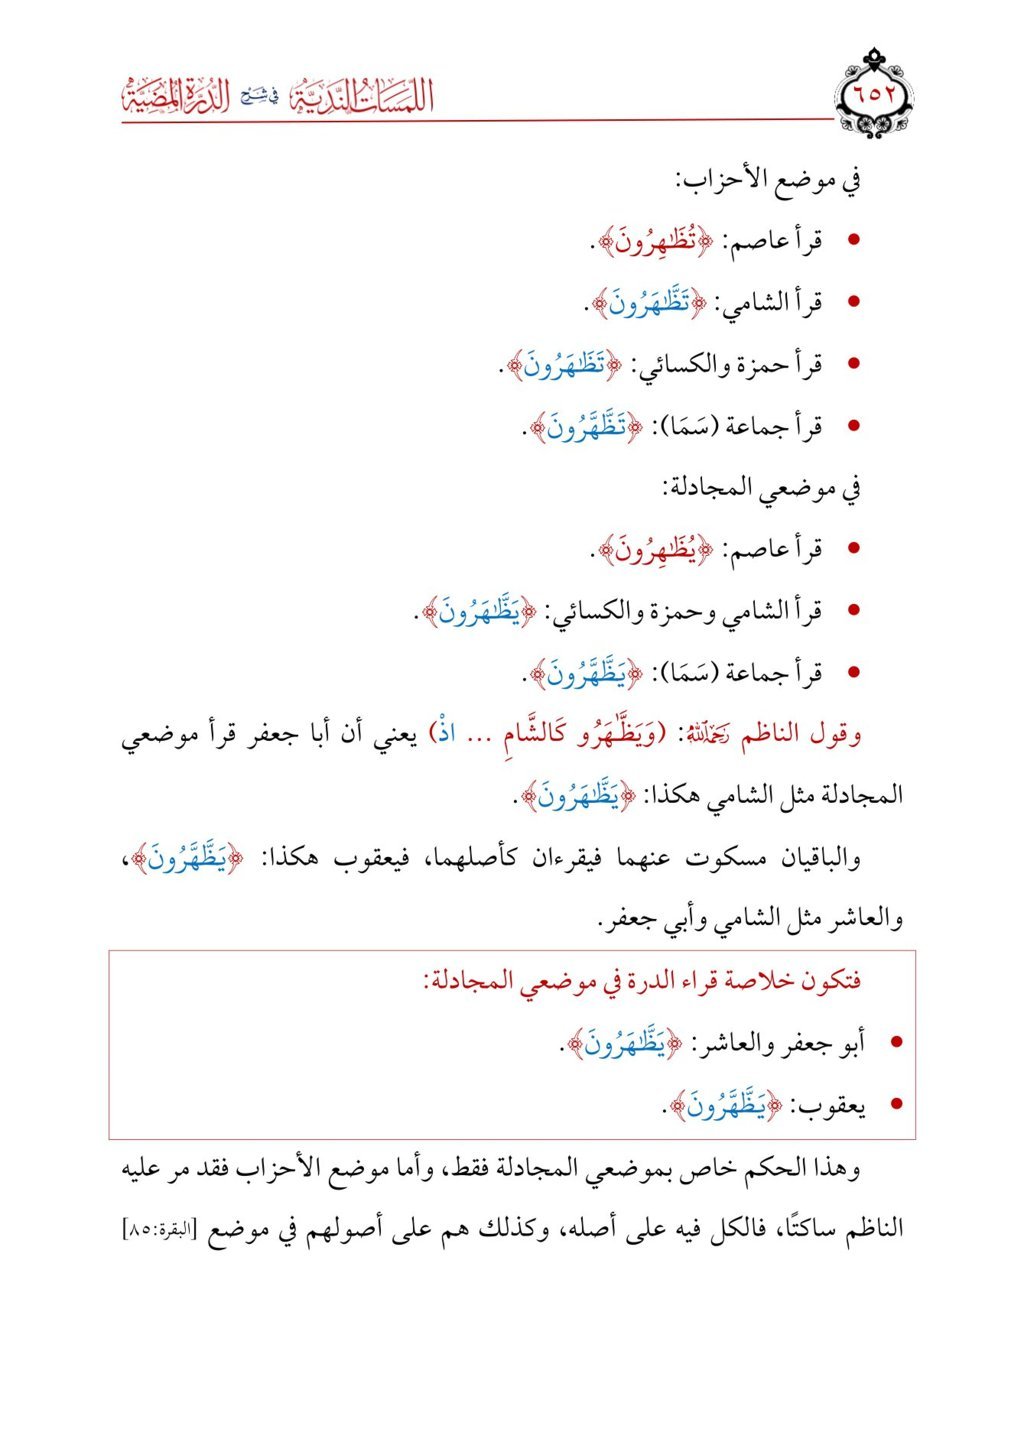 ٦٥٢
اللمسات الندية في شرح الدرة المضية
في موضع الأحزاب:
• قرأ عاصم: ﴿تُظَٰهِرُونَ﴾.
• قرأ الشامي: ﴿تَظَّٰهَرُونَ﴾.
• قرأ حمزة والكسائي: ﴿تَظَٰهَرُونَ﴾.
• قرأ جماعة (سَمَا): ﴿تَظَّهَّرُونَ﴾.
في موضعي المجادلة:
• قرأ عاصم: ﴿يُظَٰهِرُونَ﴾.
• قرأ الشامي وحمزة والكسائي: ﴿يَظَّٰهَرُونَ﴾.
• قرأ جماعة (سَمَا): ﴿يَظَّهَّرُونَ﴾.
وقول الناظم رَحِمَهُ ٱللَّهُ: (وَيَظَّٰهَرُو كَالشَّامِ ... اذْ) يعني أن أبا جعفر قرأ موضعي
المجادلة مثل الشامي هكذا: ﴿يَظَّٰهَرُونَ﴾.
والباقيان مسكوت عنهما فيقرءان كأصلهما، فيعقوب هكذا: ﴿يَظَّهَّرُونَ﴾،
والعاشر مثل الشامي وأبي جعفر.
فتكون خلاصة قراء الدرة في موضعي المجادلة:
• أبو جعفر والعاشر: ﴿يَظَّٰهَرُونَ﴾.
• يعقوب: ﴿يَظَّهَّرُونَ﴾.
وهذا الحكم خاص بموضعي المجادلة فقط، وأما موضع الأحزاب فقد مر عليه
الناظم ساكتًا، فالكل فيه على أصله، وكذلك هم على أصولهم في موضع [البقرة:٨٥]